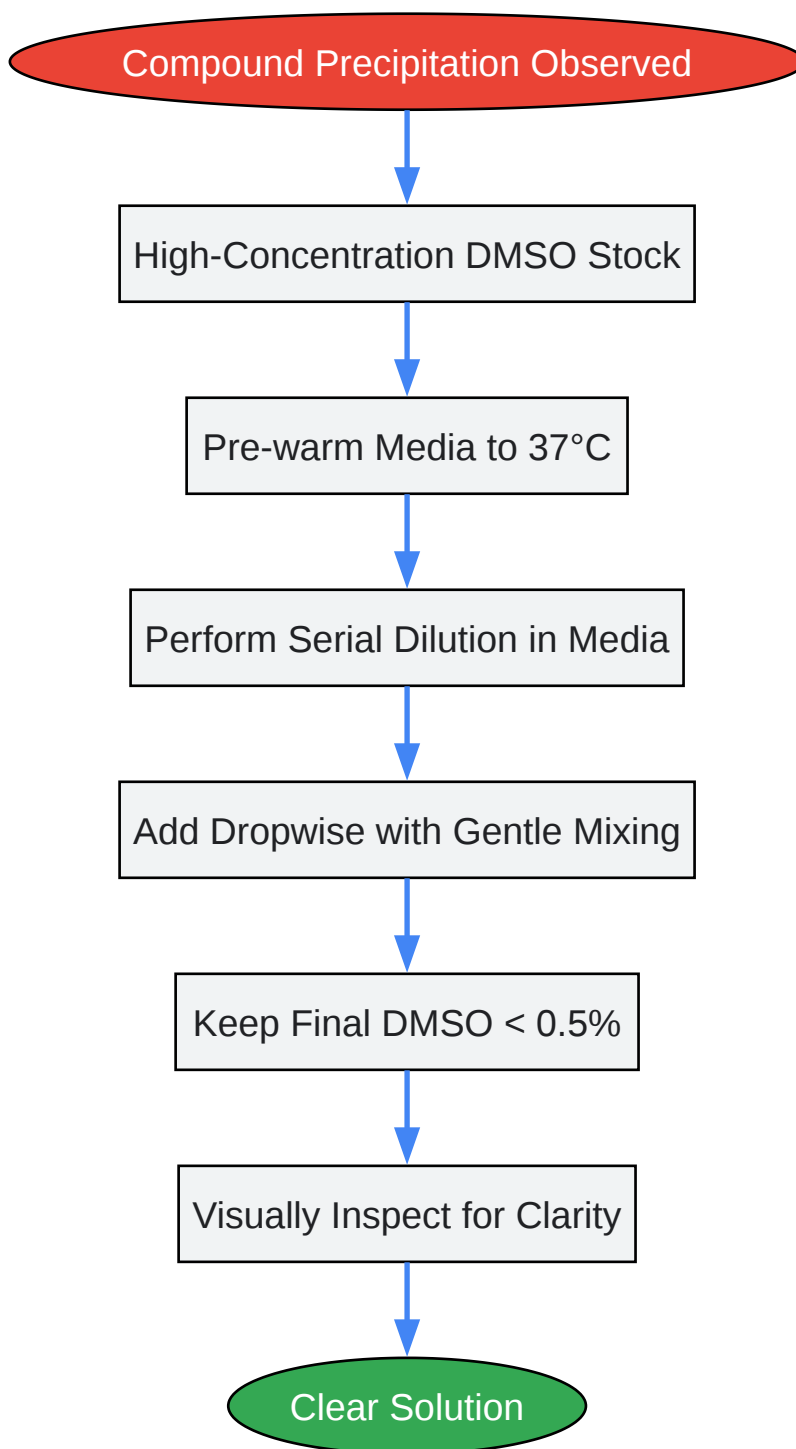 Compound Precipitation Observed
High-Concentration DMSO Stock
Pre-warm Media to 37°C
Perform Serial Dilution in Media
Add Dropwise with Gentle Mixing
Keep Final DMSO < 0.5%
Visually Inspect for Clarity
Clear Solution